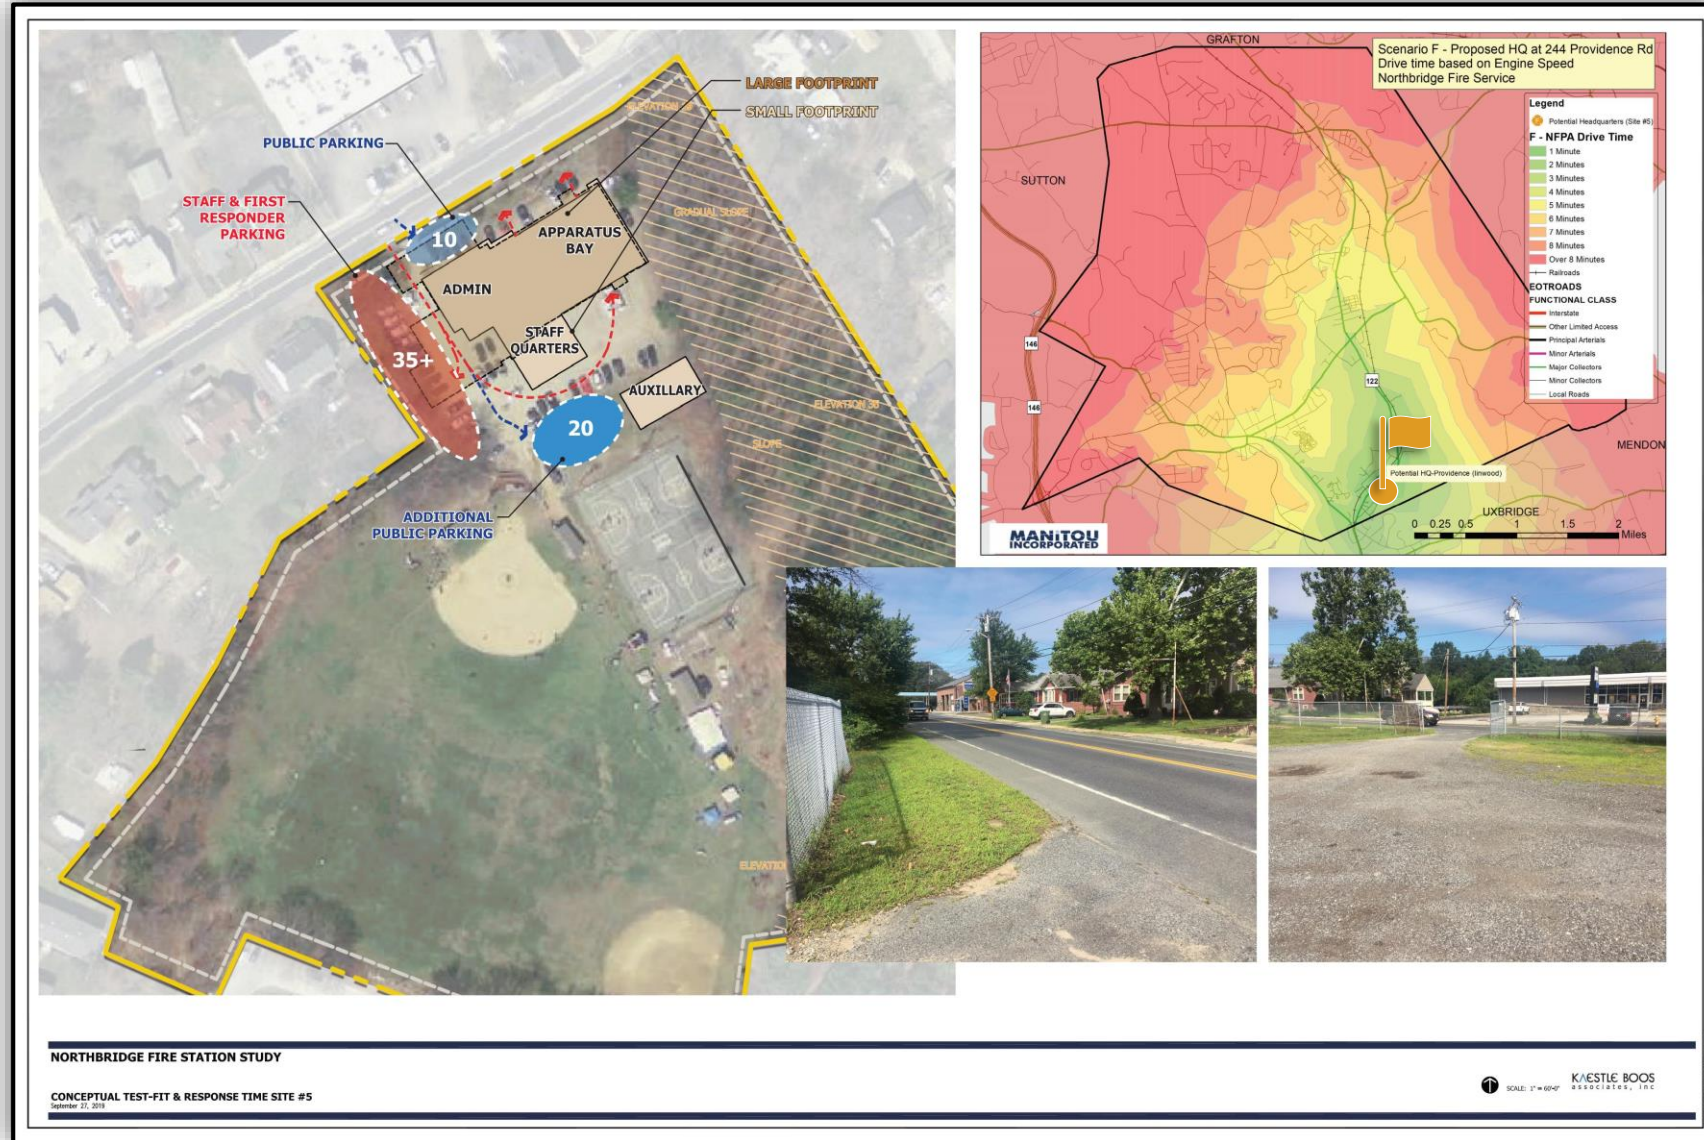 LARGE FOOTPRINT
SMALL FOOTPRINT
PUBLIC PARKING
STAFF & FIRST
RESPONDER
PARKING
10
APPARATUS
BAY
ADMIN
STAFF
QUARTERS
35+
AUXILLARY
20
ADDITIONAL
PUBLIC PARKING
GRADUAL SLOPE
ELEVATION
SLOPE
ELEVATION
GRAFTON
SUTTON
MENDON
UXBRIDGE
146
146
122
Scenario F - Proposed HQ at 244 Providence Rd
Drive time based on Engine Speed
Northbridge Fire Service
Legend
Potential Headquarters (Site #5)
F - NFPA Drive Time
1 Minute
2 Minutes
3 Minutes
4 Minutes
5 Minutes
6 Minutes
7 Minutes
8 Minutes
Over 8 Minutes
Railroads
EOTROADS
FUNCTIONAL CLASS
Interstate
Other Limited Access
Principal Arterials
Minor Arterials
Major Collectors
Minor Collectors
Local Roads
Potential HQ-Providence (linwood)
0 0.25 0.5 1 1.5 2
Miles
MANiTOU
INCORPORATED
NORTHBRIDGE FIRE STATION STUDY
CONCEPTUAL TEST-FIT & RESPONSE TIME SITE #5
September 27, 2019
SCALE: 1" = 60'-0"
KAESTLE BOOS
associates, inc